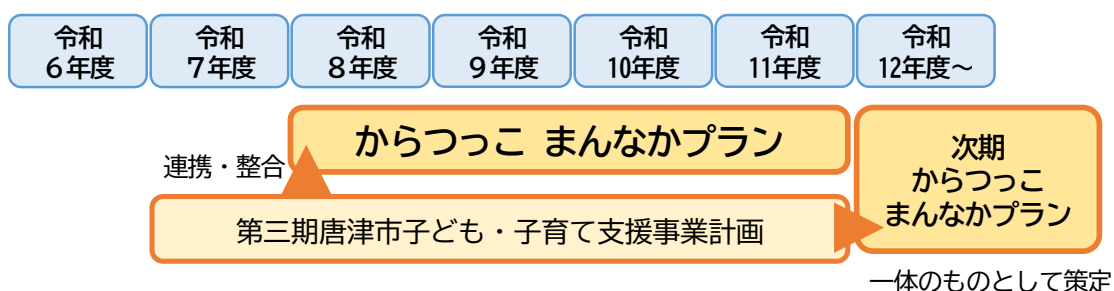 令和
6年度
令和
7年度
令和
8年度
令和
9年度
令和
10年度
令和
11年度
令和
12年度～
からつっこ まんなかプラン
連携・整合
第三期唐津市子ども・子育て支援事業計画
次期
からつっこ
まんなかプラン
一体のものとして策定